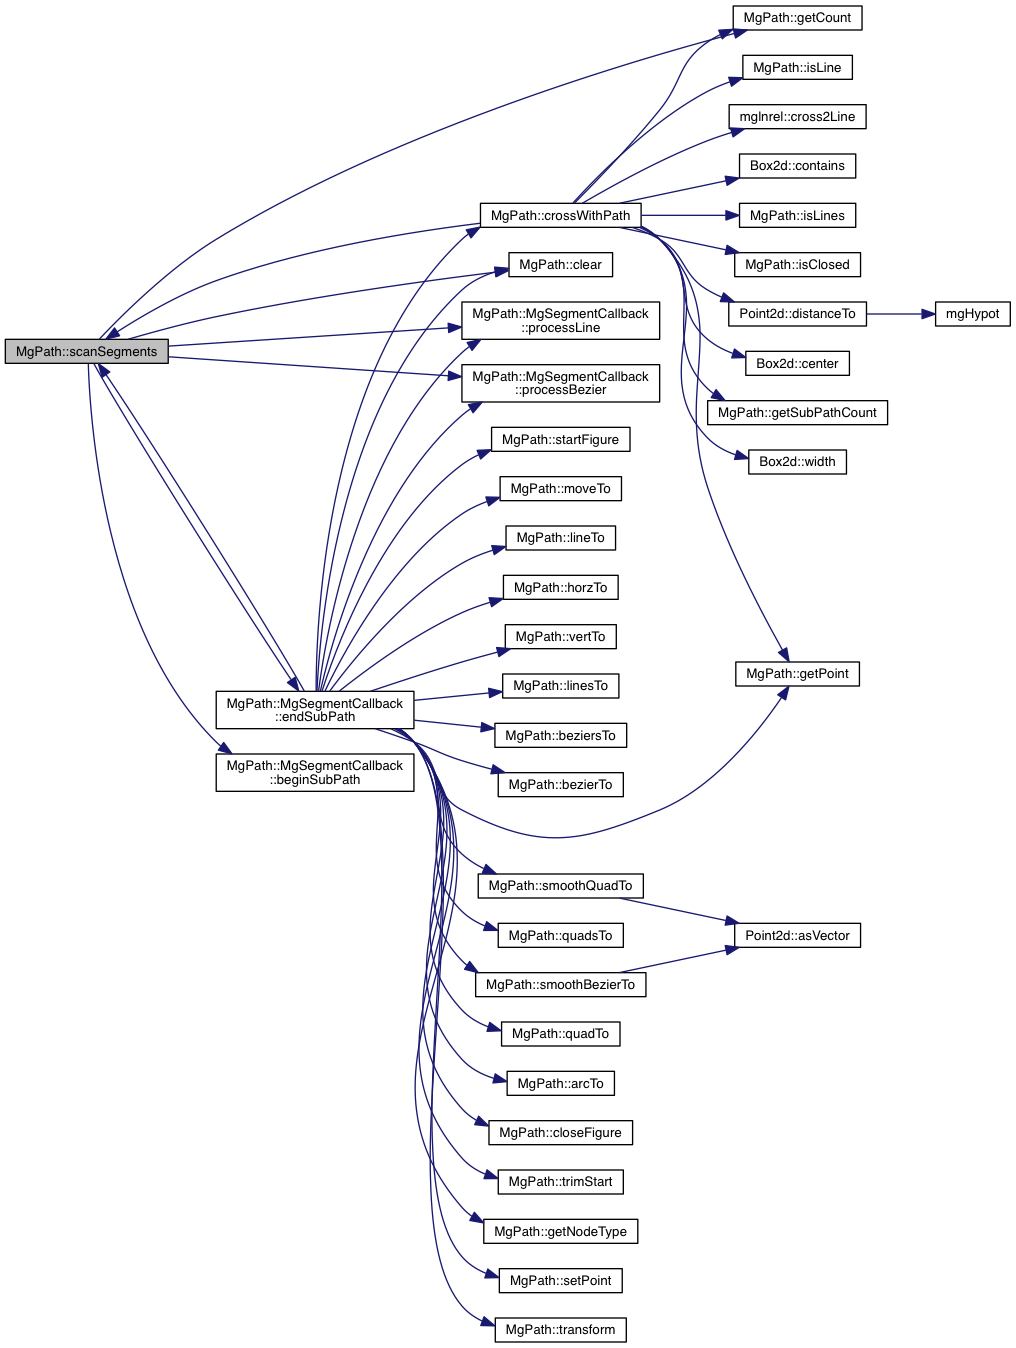 MgPath::scanSegments
MgPath::MgSegmentCallback
::endSubPath
MgPath::MgSegmentCallback
::beginSubPath
MgPath::crossWithPath
MgPath::clear
MgPath::MgSegmentCallback
::processLine
MgPath::MgSegmentCallback
::processBezier
MgPath::startFigure
MgPath::moveTo
MgPath::lineTo
MgPath::horzTo
MgPath::vertTo
MgPath::linesTo
MgPath::beziersTo
MgPath::bezierTo
MgPath::smoothQuadTo
MgPath::quadsTo
MgPath::smoothBezierTo
MgPath::quadTo
MgPath::arcTo
MgPath::closeFigure
MgPath::trimStart
MgPath::getNodeType
MgPath::setPoint
MgPath::transform
MgPath::getCount
MgPath::isLine
mglnrel::cross2Line
Box2d::contains
MgPath::isLines
MgPath::isClosed
Point2d::distanceTo
Box2d::center
MgPath::getSubPathCount
Box2d::width
MgPath::getPoint
Point2d::asVector
mgHypot